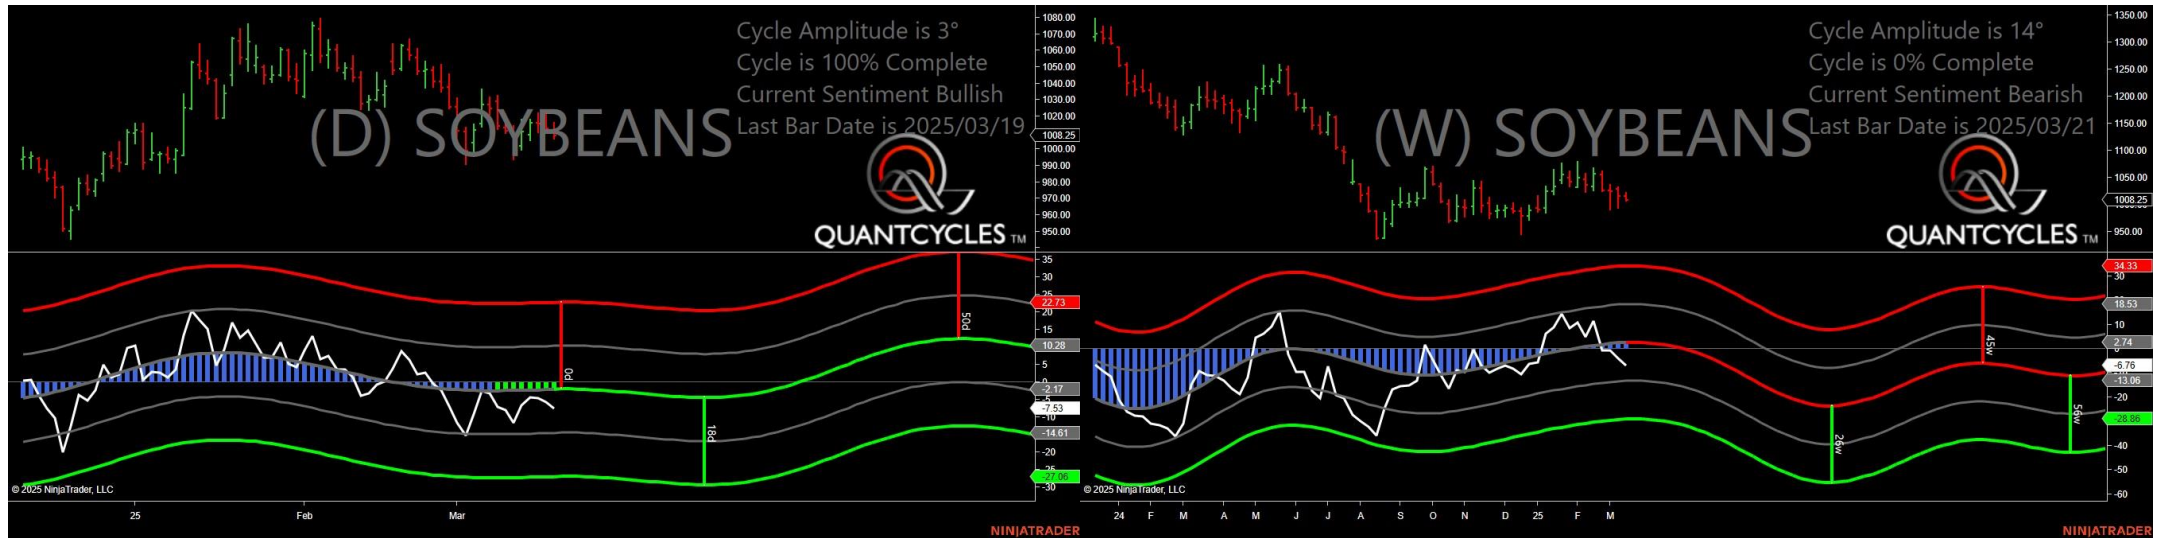 Cycle Amplitude is 3°
Cycle is 100% Complete
Current Sentiment Bullish
Last Bar Date is 2025/03/19
(D) SOYBEANS
QUANTCYCLES TM
1080.00
1070.00
1060.00
1050.00
1040.00
1030.00
1020.00
1008.25
1000.00
990.00
980.00
970.00
960.00
950.00
35
30
22.73
20
15
10.28
5
-2.17
-7.53
-10
-14.61
-20
-27.06
-30
0d
18d
50d
© 2025 NinjaTrader, LLC
25
Feb
Mar
NINJATRADER
Cycle Amplitude is 14°
Cycle is 0% Complete
Current Sentiment Bearish
Last Bar Date is 2025/03/21
(W) SOYBEANS
QUANTCYCLES TM
1350.00
1300.00
1250.00
1200.00
1150.00
1100.00
1050.00
1008.25
950.00
34.33
30
18.53
10
2.74
-6.76
-13.06
-20
-28.86
-40
-50
-60
26w
45w
56w
© 2025 NinjaTrader, LLC
24
F
M
A
M
J
J
A
S
O
N
D
25
F
M
NINJATRADER